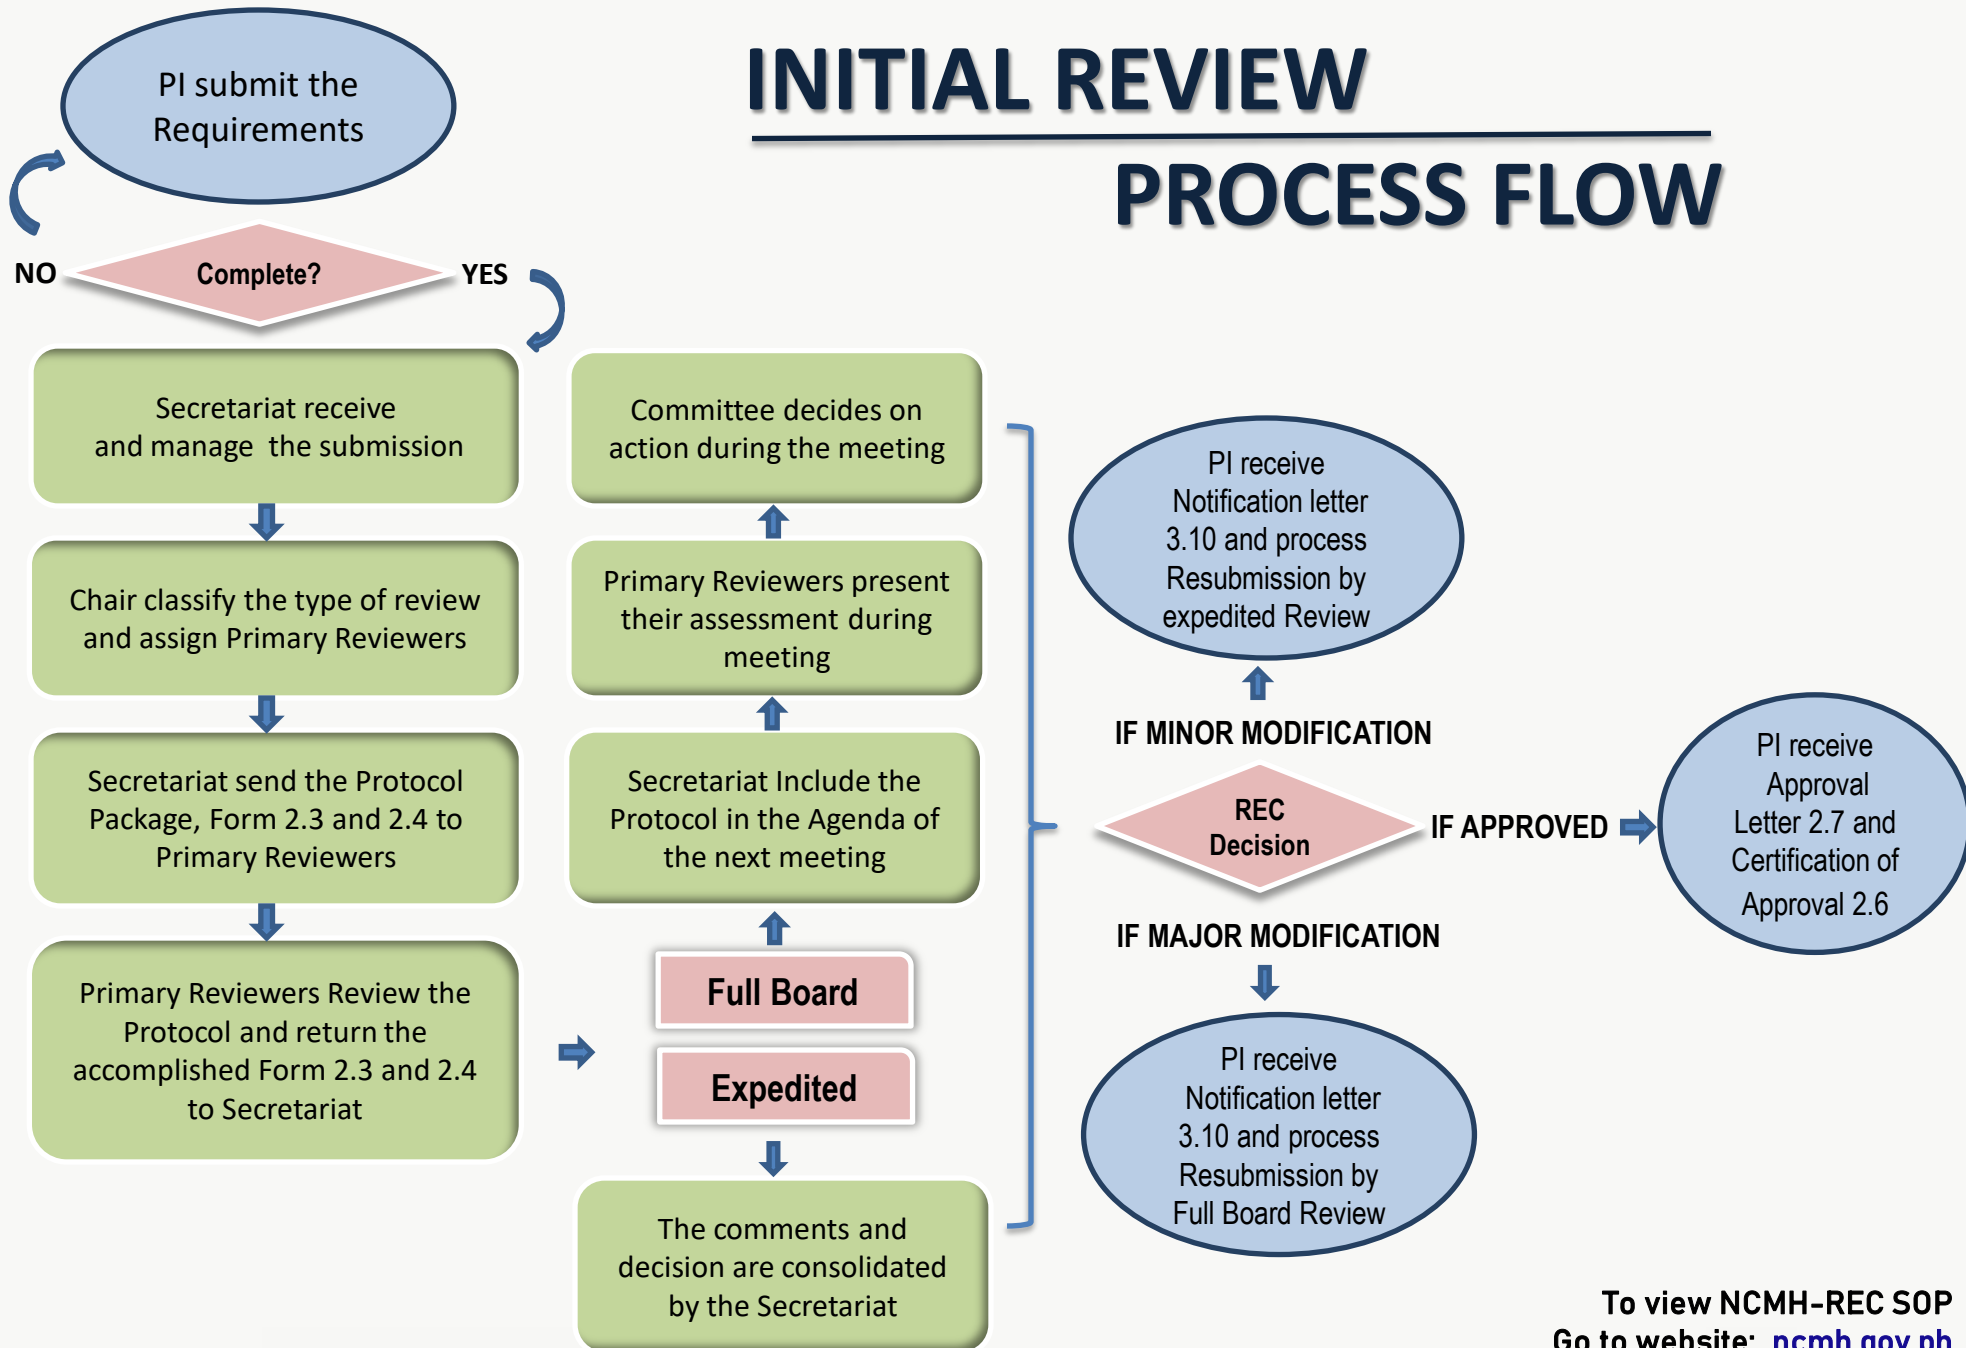 INITIAL REVIEW
PROCESS FLOW
PI submit the
Requirements
NO
Complete?
YES
Secretariat receive
and manage the submission
Chair classify the type of review
and assign Primary Reviewers
Secretariat send the Protocol
Package, Form 2.3 and 2.4 to
Primary Reviewers
Primary Reviewers Review the
Protocol and return the
accomplished Form 2.3 and 2.4
to Secretariat
Full Board
Expedited
Secretariat Include the
Protocol in the Agenda of
the next meeting
Primary Reviewers present
their assessment during
meeting
Committee decides on
action during the meeting
The comments and
decision are consolidated
by the Secretariat
REC
Decision
IF MINOR MODIFICATION
PI receive
Notification letter
3.10 and process
Resubmission by
expedited Review
IF APPROVED
PI receive
Approval
Letter 2.7 and
Certification of
Approval 2.6
IF MAJOR MODIFICATION
PI receive
Notification letter
3.10 and process
Resubmission by
Full Board Review
To view NCMH-REC SOP
Go to website: ncmh.gov.ph